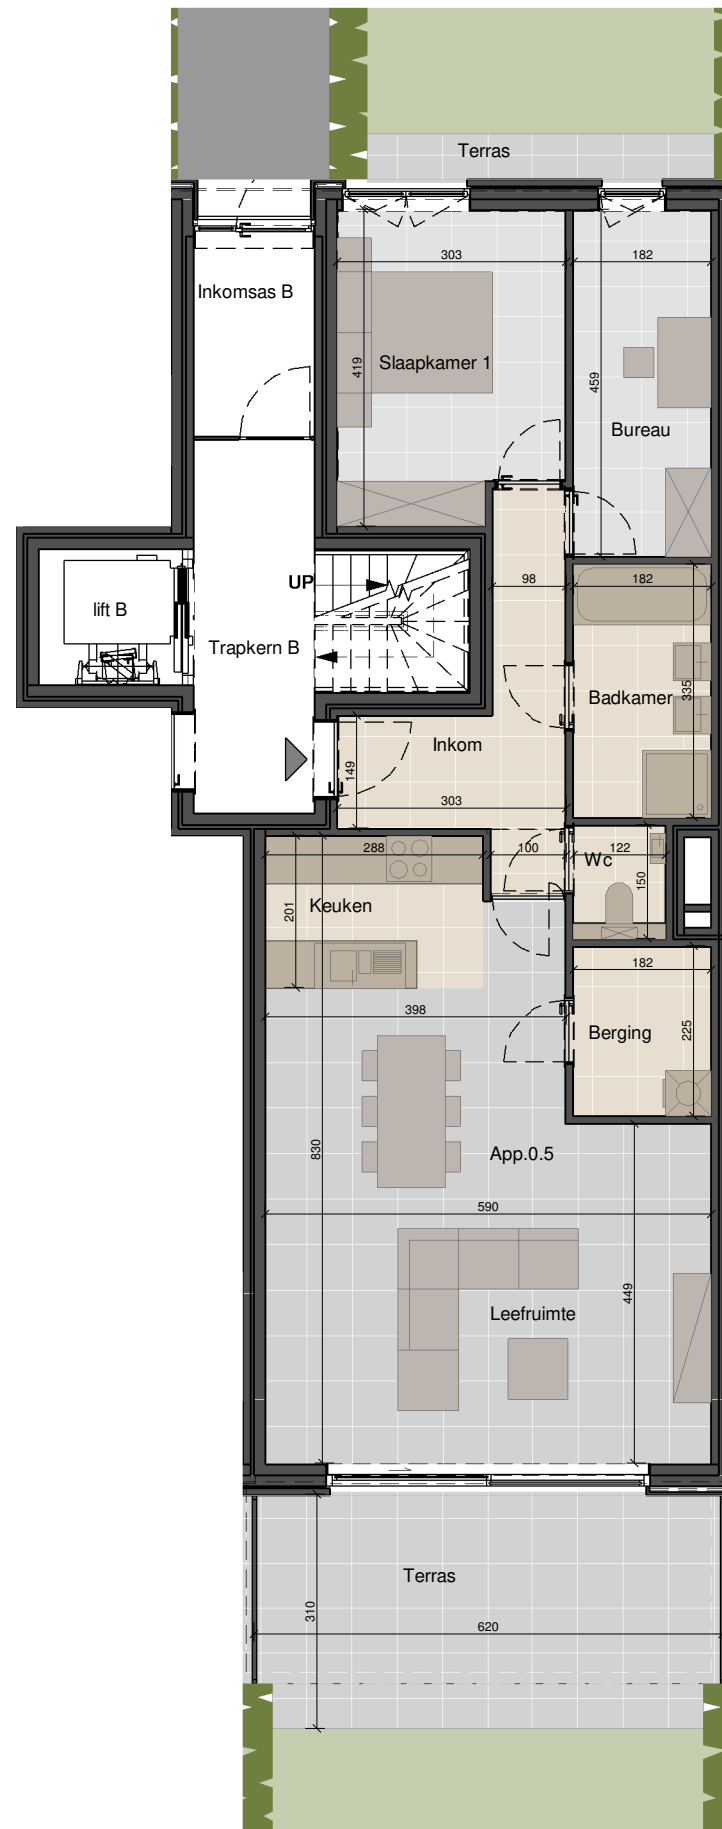 Terras
303
182
Inkomsas B
419
Slaapkamer 1
459
Bureau
UP
98
182
lift B
Trapkern B
Badkamer
335
Inkom
149
303
288
100
Wc
122
150
201
Keuken
182
398
Berging
225
830
App.0.5
590
449
Leefruimte
Terras
310
620